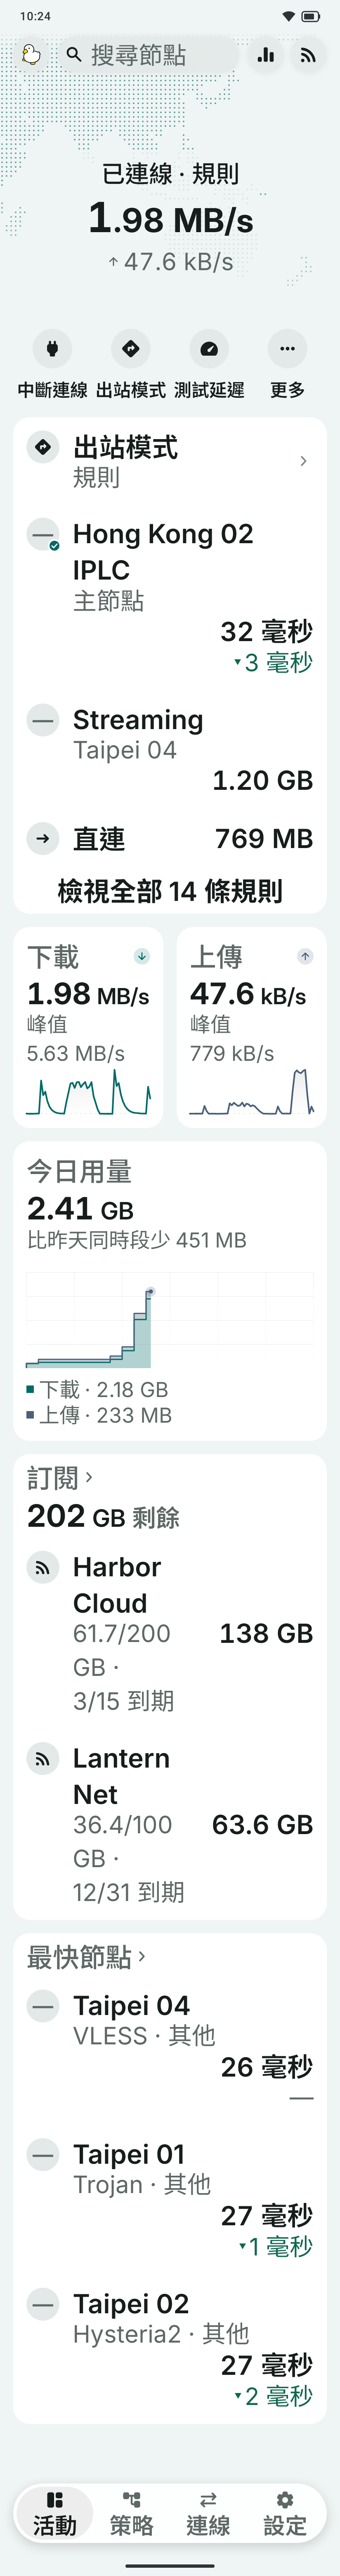 10:24
搜尋節點
已連線 · 規則
1.98 MB/s
↑ 47.6 kB/s
中斷連線 出站模式 測試延遲 更多
出站模式
規則
Hong Kong 02
IPLC
主節點
32 毫秒
▼3 毫秒
Streaming
Taipei 04
1.20 GB
直連 769 MB
檢視全部 14 條規則
下載
1.98 MB/s
峰值
5.63 MB/s
上傳
47.6 kB/s
峰值
779 kB/s
今日用量
2.41 GB
比昨天同時段少 451 MB
下載 · 2.18 GB
上傳 · 233 MB
訂閱
202 GB 剩餘
Harbor
Cloud
61.7/200
GB ·
3/15 到期
138 GB
Lantern
Net
36.4/100
GB ·
12/31 到期
63.6 GB
最快節點
Taipei 04
VLESS · 其他
26 毫秒
—
Taipei 01
Trojan · 其他
27 毫秒
▼1 毫秒
Taipei 02
Hysteria2 · 其他
27 毫秒
▼2 毫秒
活動 策略 連線 設定